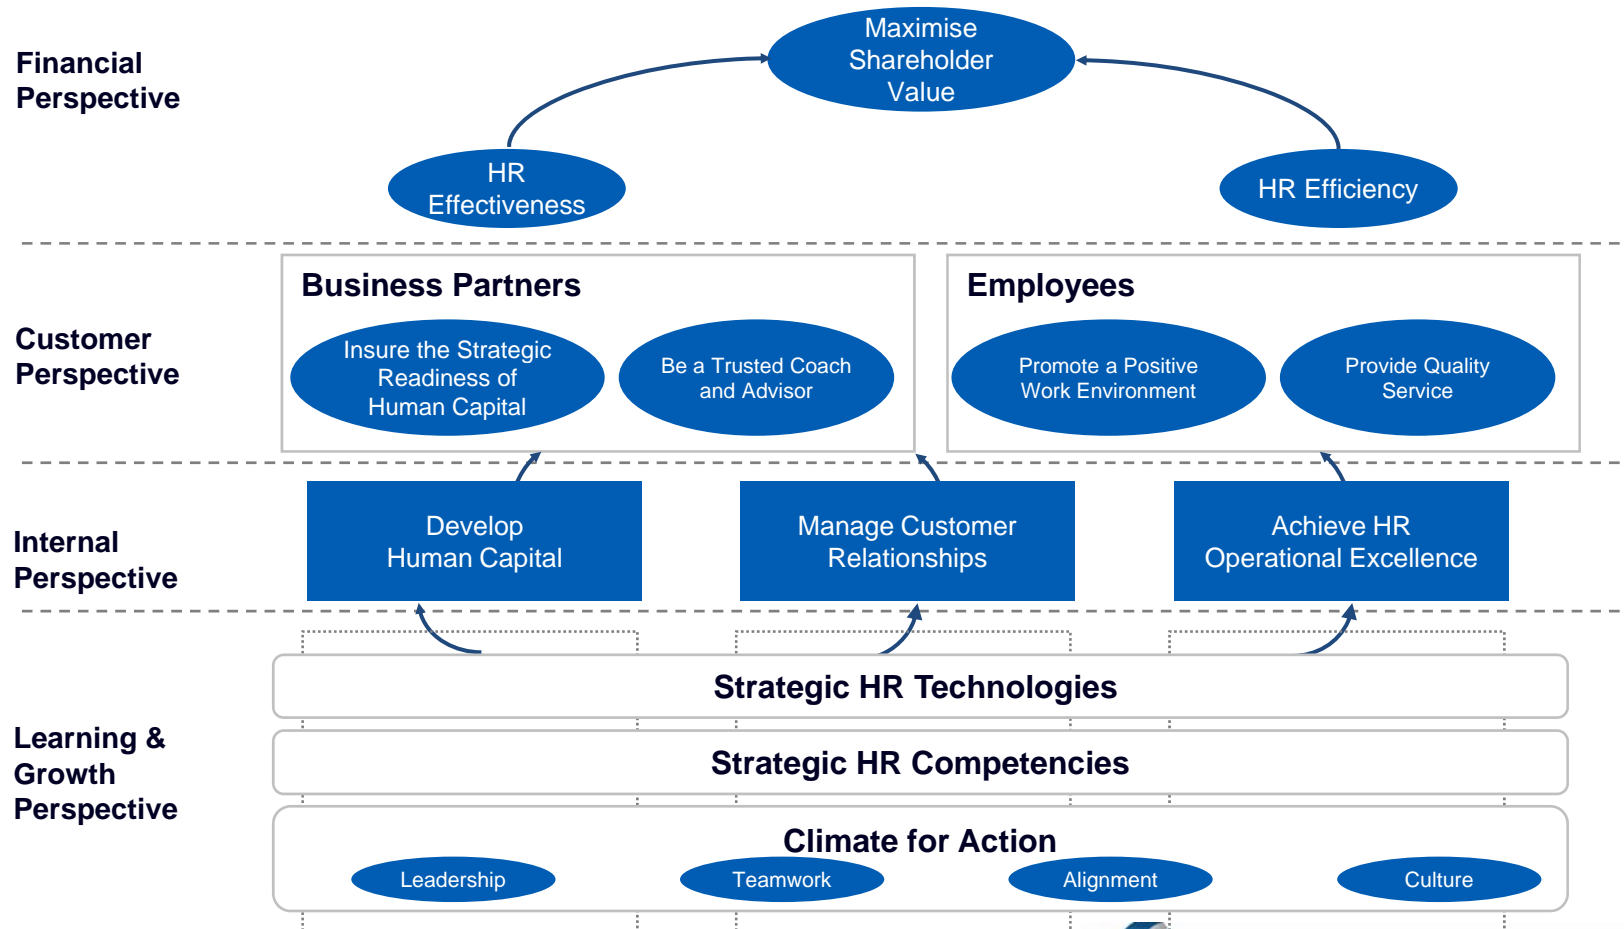 Financial
Perspective
Maximise
Shareholder
Value
HR
Effectiveness
HR Efficiency
Customer
Perspective
Business Partners
Insure the Strategic
Readiness of
Human Capital
Be a Trusted Coach
and Advisor
Employees
Promote a Positive
Work Environment
Provide Quality
Service
Internal
Perspective
Develop
Human Capital
Manage Customer
Relationships
Achieve HR
Operational Excellence
Learning &
Growth
Perspective
Strategic HR Technologies
Strategic HR Competencies
Climate for Action
Leadership
Teamwork
Alignment
Culture